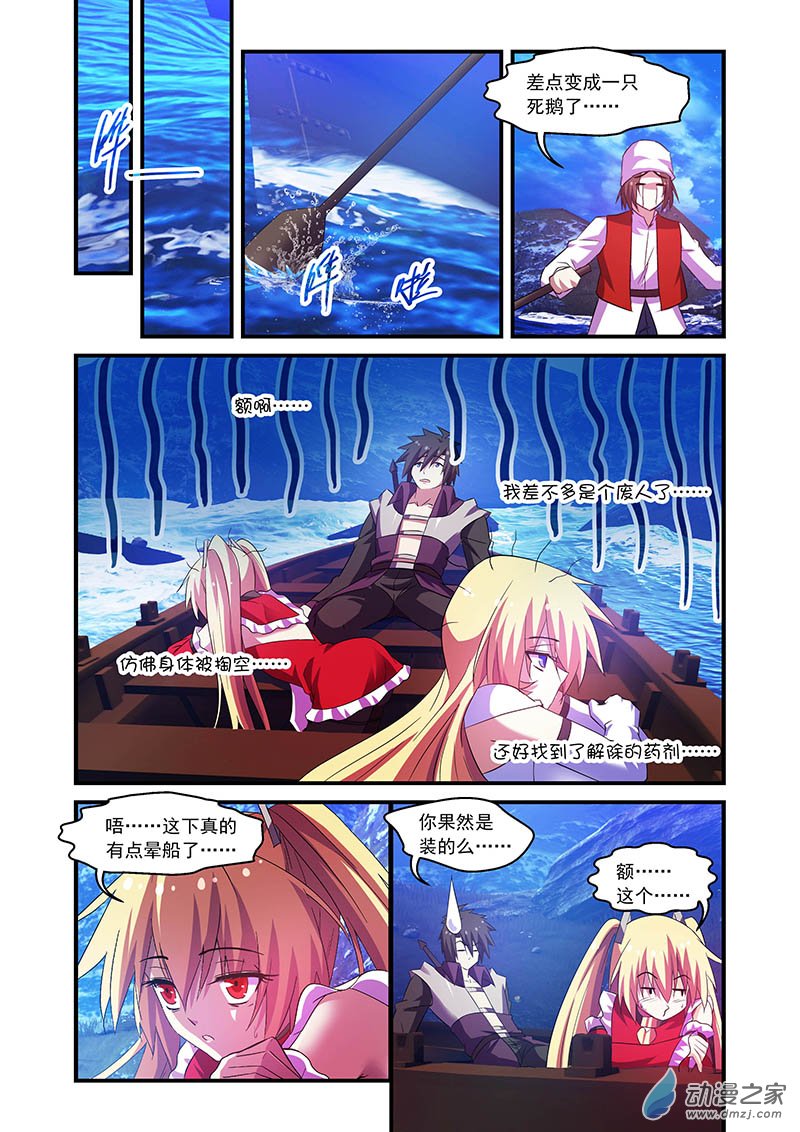 哗——
哗
啦
差点变成一只
死鹅了……
额啊……
我差不多是个废人了……
仿佛身体被掏空……
还好找到了解除的药剂……
唔……这下真的
有点晕船了……
你果然是
装的么……
额……
这个……
动漫之家
www.dmzj.com